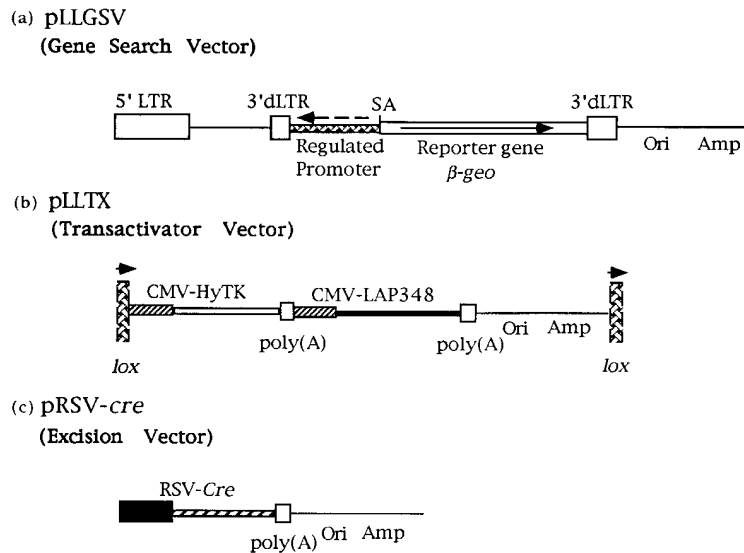 (a) pLLGSV
(Gene Search Vector)
5' LTR 3'dLTR SA 3'dLTR
Regulated Promoter
Reporter gene β-geo
Ori Amp
(b) pLLTX
(Transactivator Vector)
CMV-HyTK CMV-LAP348
poly(A) poly(A) Ori Amp
lox lox
(c) pRSV-cre
(Excision Vector)
RSV-Cre
poly(A) Ori Amp